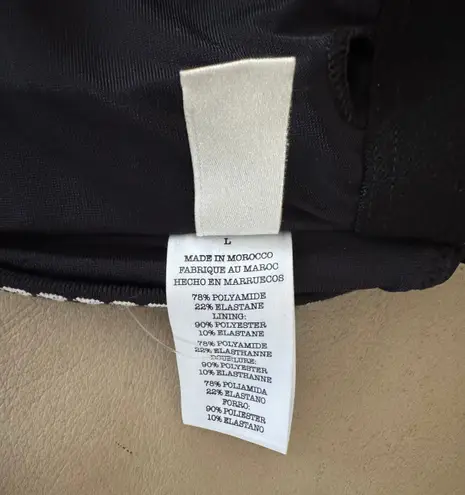 L
MADE IN MOROCCO
FABRIQUE AU MAROC
HECHO EN MARRUECOS
78% POLYAMIDE
22% ELASTANE
LINING:
90% POLYESTER
10% ELASTANE
78% POLYAMIDE
22% ELASTHANNE
DOUBLURE:
90% POLYESTER
10% ELASTHANNE
78% POLIAMIDA
22% ELASTANO
FORRO:
90% POLIESTER
10% ELASTANO